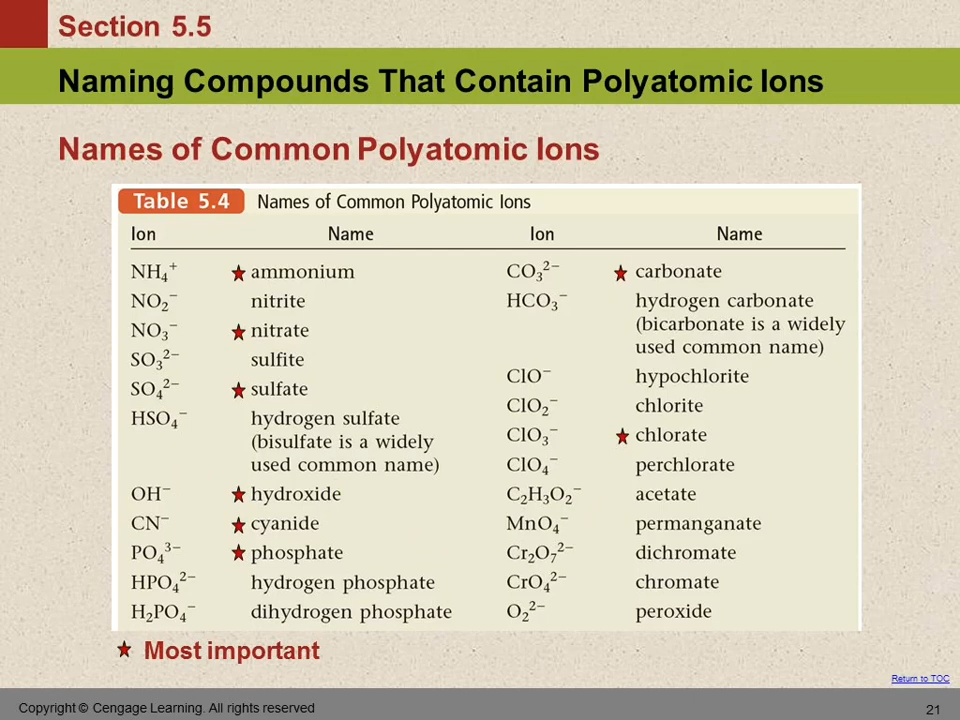 Section 5.5
Naming Compounds That Contain Polyatomic Ions
Names of Common Polyatomic Ions
Table 5.4 Names of Common Polyatomic Ions
Ion Name Ion Name
NH₄⁺ ★ ammonium CO₃²⁻ ★ carbonate
NO₂⁻ nitrite HCO₃⁻ hydrogen carbonate
(bicarbonate is a widely
used common name)
NO₃⁻ ★ nitrate
SO₃²⁻ sulfite
SO₄²⁻ ★ sulfate ClO⁻ hypochlorite
HSO₄⁻ hydrogen sulfate ClO₂⁻ chlorite
(bisulfate is a widely ClO₃⁻ ★ chlorate
used common name) ClO₄⁻ perchlorate
OH⁻ ★ hydroxide C₂H₃O₂⁻ acetate
CN⁻ ★ cyanide MnO₄⁻ permanganate
PO₄³⁻ ★ phosphate Cr₂O₇²⁻ dichromate
HPO₄²⁻ hydrogen phosphate CrO₄²⁻ chromate
H₂PO₄⁻ dihydrogen phosphate O₂²⁻ peroxide
★ Most important
Return to TOC
Copyright © Cengage Learning. All rights reserved 21